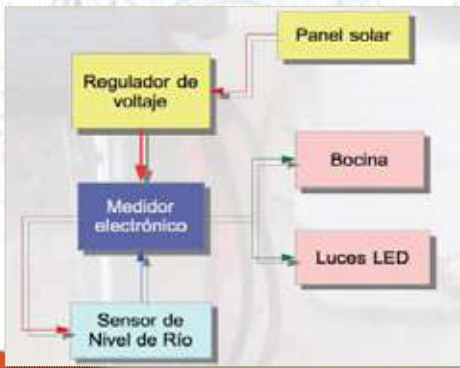 Panel solar
Regulador de
voltaje
Bocina
Medidor
electrónico
Luces LED
Sensor de
Nivel de Río